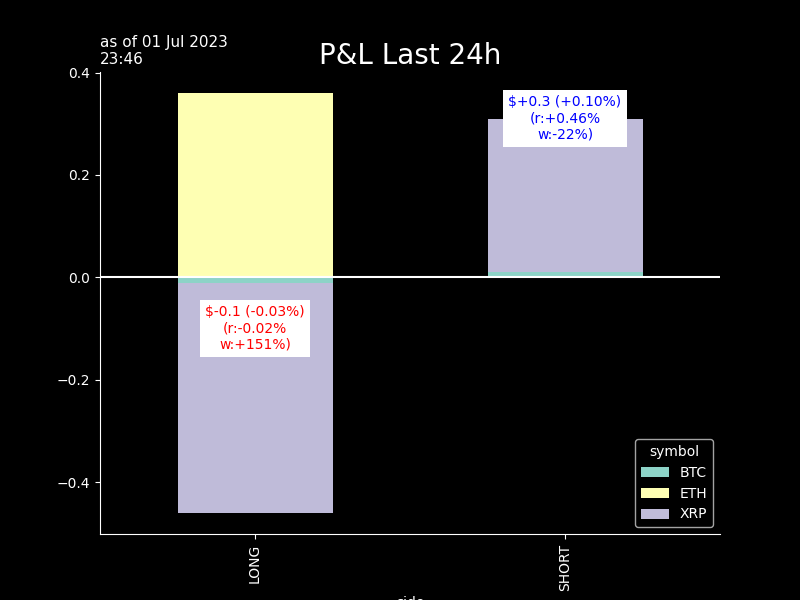 as of 01 Jul 2023
23:46
P&L Last 24h
0.4
0.2
0.0
−0.2
−0.4
$+0.3 (+0.10%)
(r:+0.46%
w:-22%)
$-0.1 (-0.03%)
(r:-0.02%
w:+151%)
symbol
BTC
ETH
XRP
LONG
SHORT
side